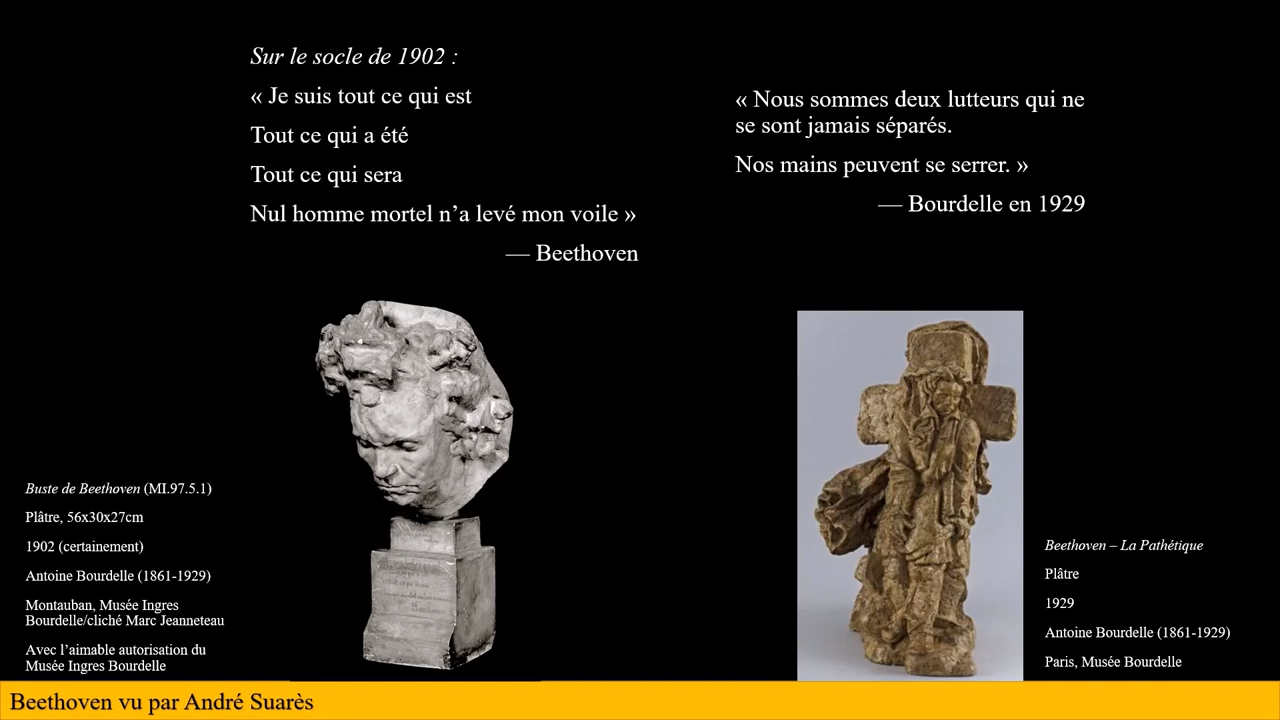 Sur le socle de 1902 :
« Je suis tout ce qui est
Tout ce qui a été
Tout ce qui sera
Nul homme mortel n’a levé mon voile »
— Beethoven
« Nous sommes deux lutteurs qui ne
se sont jamais séparés.
Nos mains peuvent se serrer. »
— Bourdelle en 1929
Buste de Beethoven (MI.97.5.1)
Plâtre, 56x30x27cm
1902 (certainement)
Antoine Bourdelle (1861-1929)
Montauban, Musée Ingres
Bourdelle/cliché Marc Jeanneteau
Avec l’aimable autorisation du
Musée Ingres Bourdelle
Beethoven – La Pathétique
Plâtre
1929
Antoine Bourdelle (1861-1929)
Paris, Musée Bourdelle
Beethoven vu par André Suarès